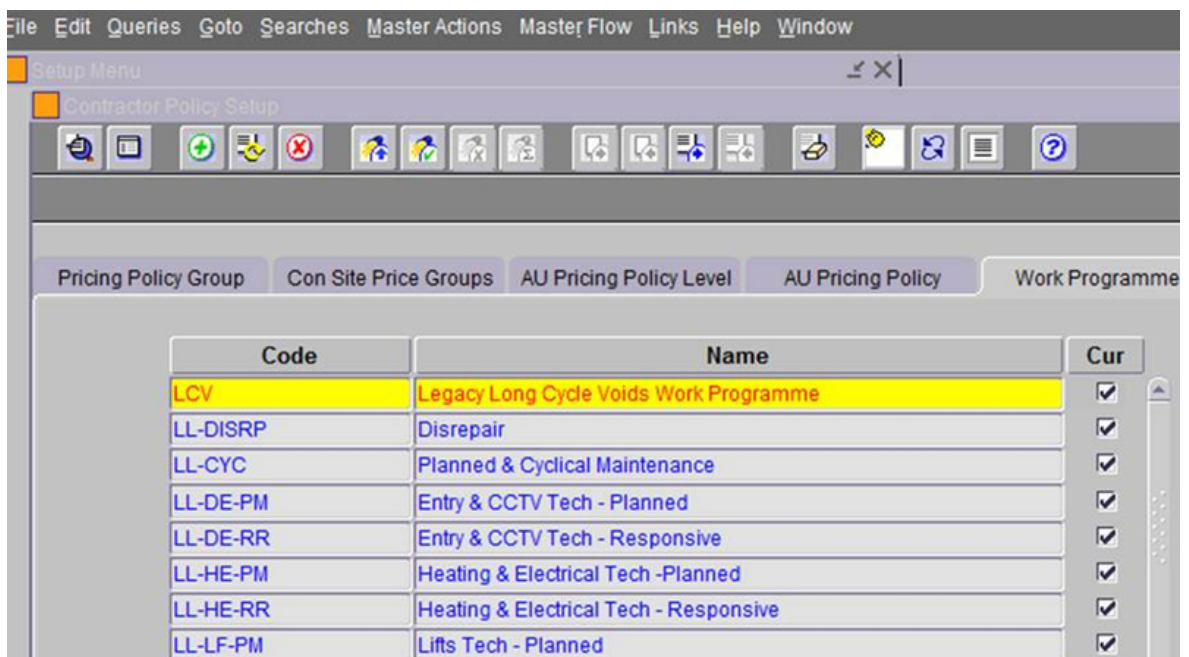 File Edit Queries Goto Searches Master Actions Master Flow Links Help Window
Setup Menu
Contractor Policy Setup
Pricing Policy Group Con Site Price Groups AU Pricing Policy Level AU Pricing Policy Work Programme
Code Name Cur
LCV Legacy Long Cycle Voids Work Programme
LL-DISRP Disrepair
LL-CYC Planned & Cyclical Maintenance
LL-DE-PM Entry & CCTV Tech - Planned
LL-DE-RR Entry & CCTV Tech - Responsive
LL-HE-PM Heating & Electrical Tech -Planned
LL-HE-RR Heating & Electrical Tech - Responsive
LL-LF-PM Lifts Tech - Planned